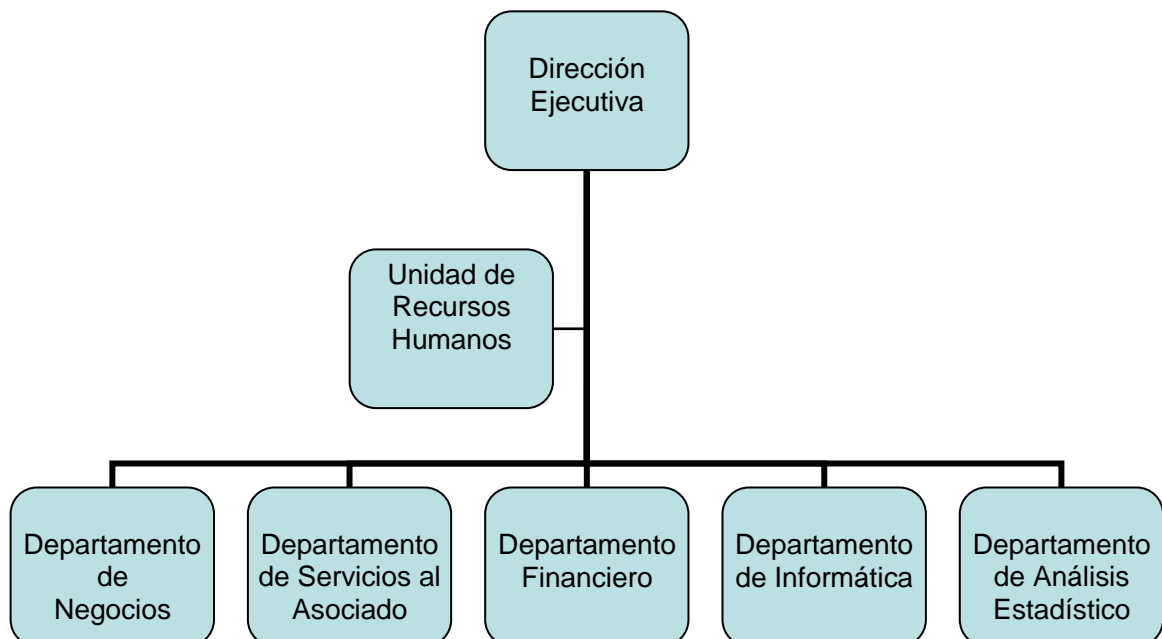 Dirección
Ejecutiva
Unidad de
Recursos
Humanos
Departamento
de
Negocios
Departamento
de Servicios al
Asociado
Departamento
Financiero
Departamento
de Informática
Departamento
de Análisis
Estadístico